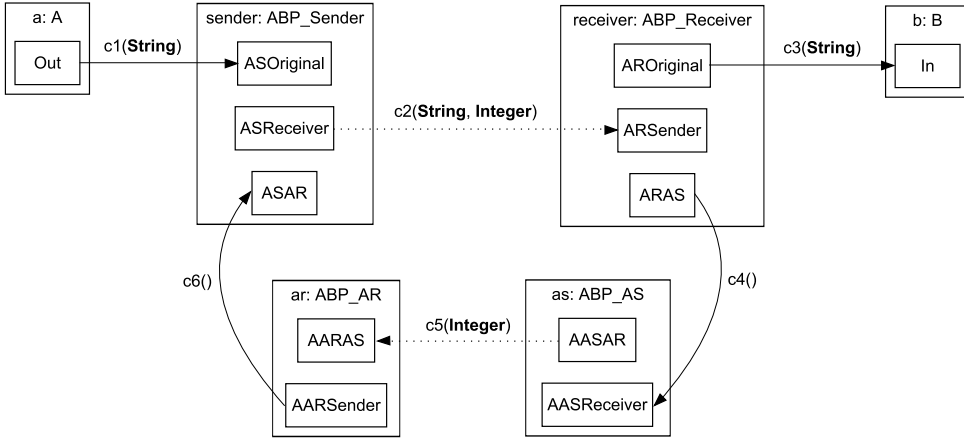 a: A
sender: ABP_Sender
receiver: ABP_Receiver
b: B
Out
c1(String)
ASOriginal
AROriginal
c3(String)
In
ASReceiver
c2(String, Integer)
ARSender
ASAR
ARAS
c6()
c4()
ar: ABP_AR
as: ABP_AS
AARAS
c5(Integer)
AASAR
AARSender
AASReceiver